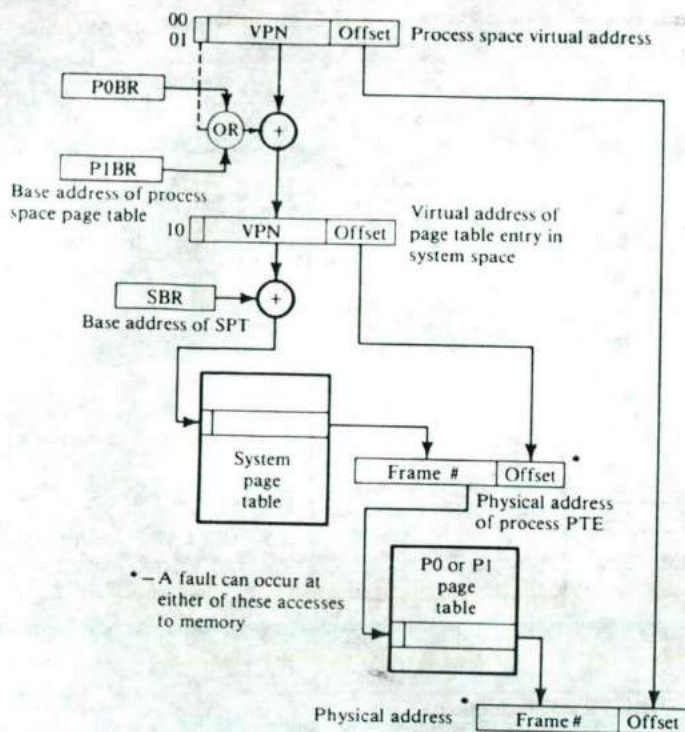 00
01
VPN
Offset
Process space virtual address
P0BR
OR
+
P1BR
Base address of process
space page table
10
VPN
Offset
Virtual address of
page table entry in
system space
SBR
+
Base address of SPT
System
page
table
Frame #
Offset
*
Physical address
of process PTE
* – A fault can occur at
either of these accesses
to memory
P0 or P1
page
table
Physical address
*
Frame #
Offset